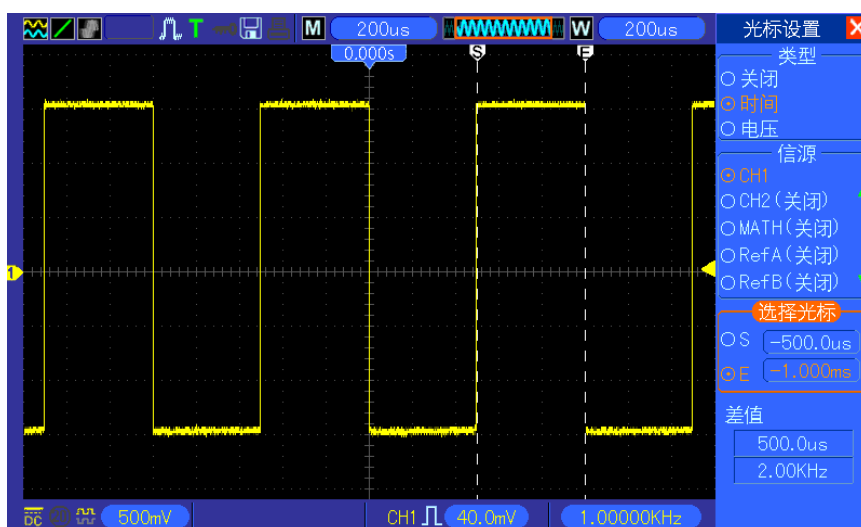 T M 200us W 200us 光标设置
0.000s S E
类型
关闭
时间
电压
信源
CH1
CH2(关闭)
MATH(关闭)
RefA(关闭)
RefB(关闭)
1
选择光标
S -500.0us
E -1.000ms
差值
500.0us
2.00KHz
DC 500mV CH1 40.0mV 1.00000KHz